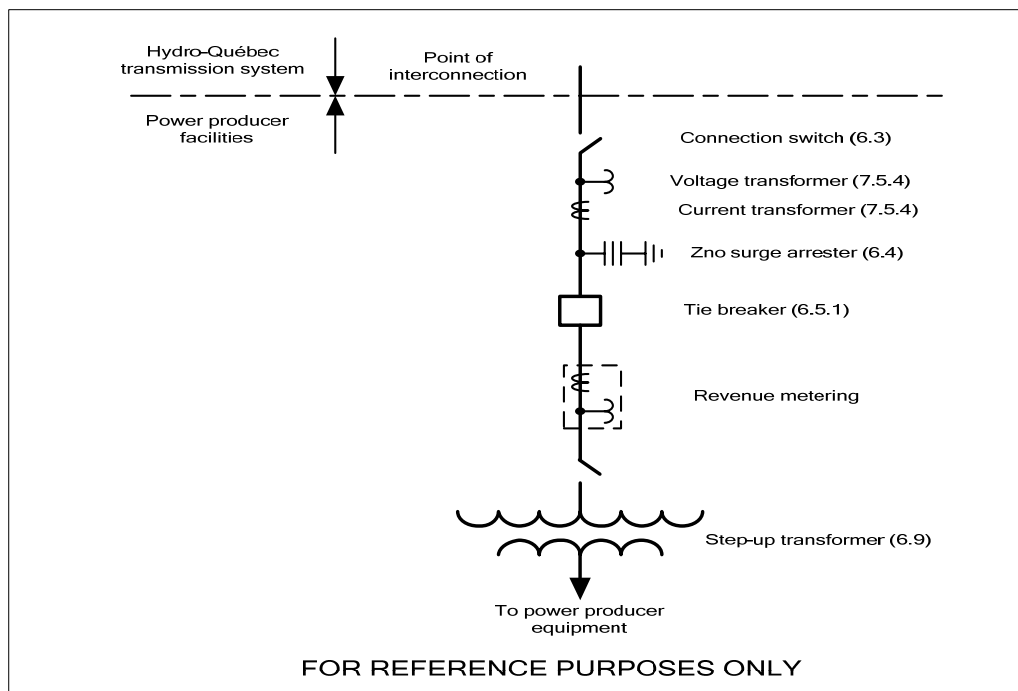 Hydro-Québec
transmission system
Point of
interconnection
Power producer
facilities
Connection switch (6.3)
Voltage transformer (7.5.4)
Current transformer (7.5.4)
Zno surge arrester (6.4)
Tie breaker (6.5.1)
Revenue metering
Step-up transformer (6.9)
To power producer
equipment
FOR REFERENCE PURPOSES ONLY